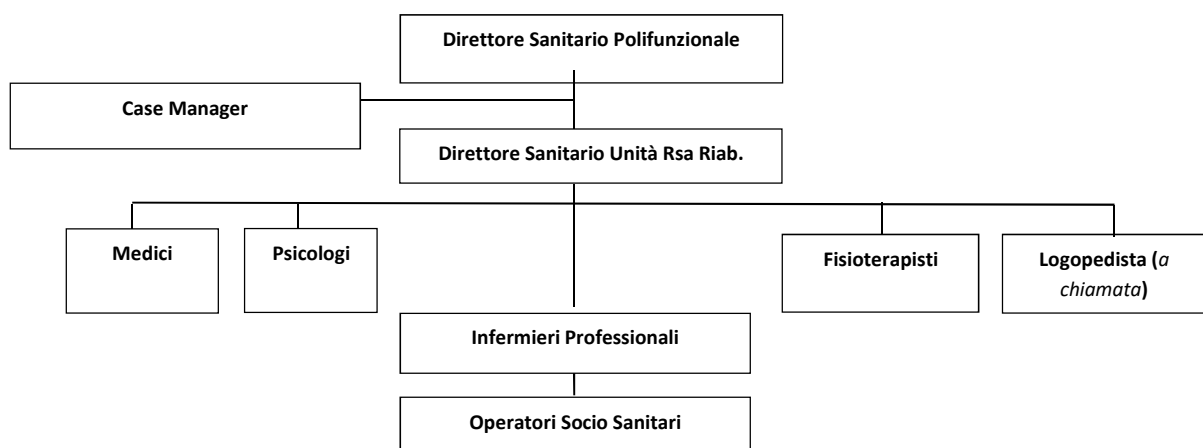 Direttore Sanitario Polifunzionale
Case Manager
Direttore Sanitario Unità Rsa Riab.
Medici
Psicologi
Fisioterapisti
Logopedista (a
chiamata)
Infermieri Professionali
Operatori Socio Sanitari